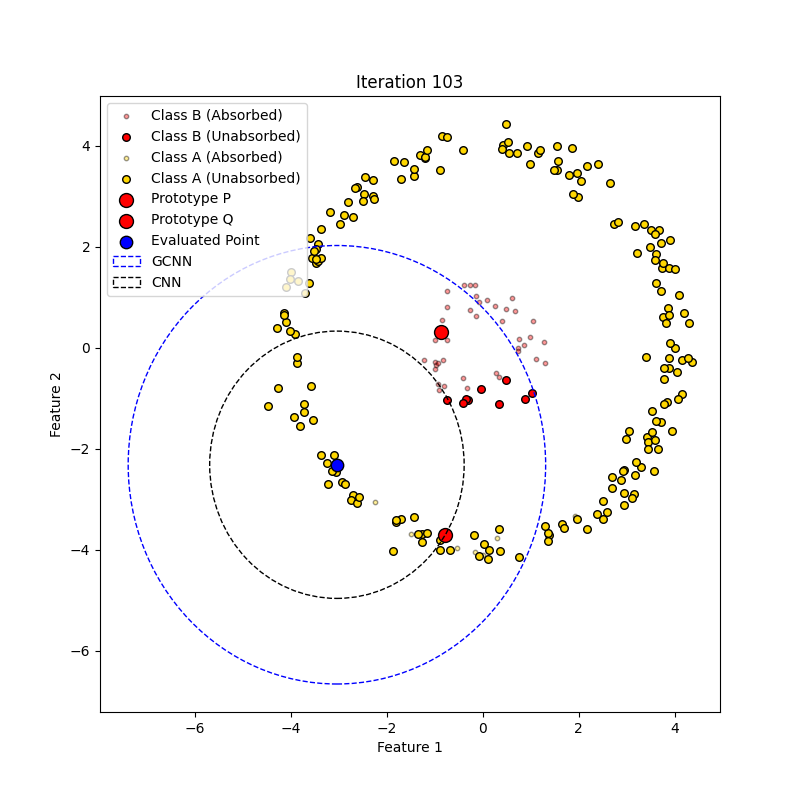 Iteration 103
Class B (Absorbed)
Class B (Unabsorbed)
Class A (Absorbed)
Class A (Unabsorbed)
Prototype P
Prototype Q
Evaluated Point
GCNN
CNN
4
2
0
−2
−4
−6
Feature 2
−6 −4 −2 0 2 4
Feature 1